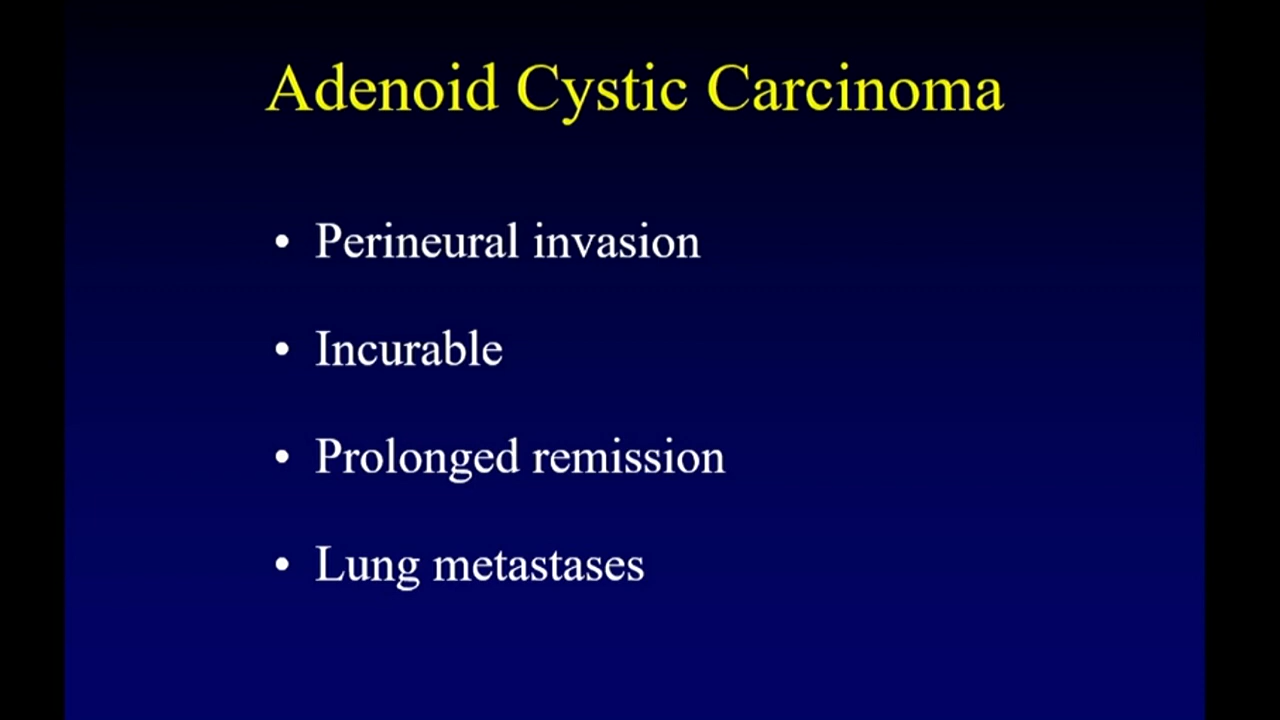 Adenoid Cystic Carcinoma
• Perineural invasion
• Incurable
• Prolonged remission
• Lung metastases